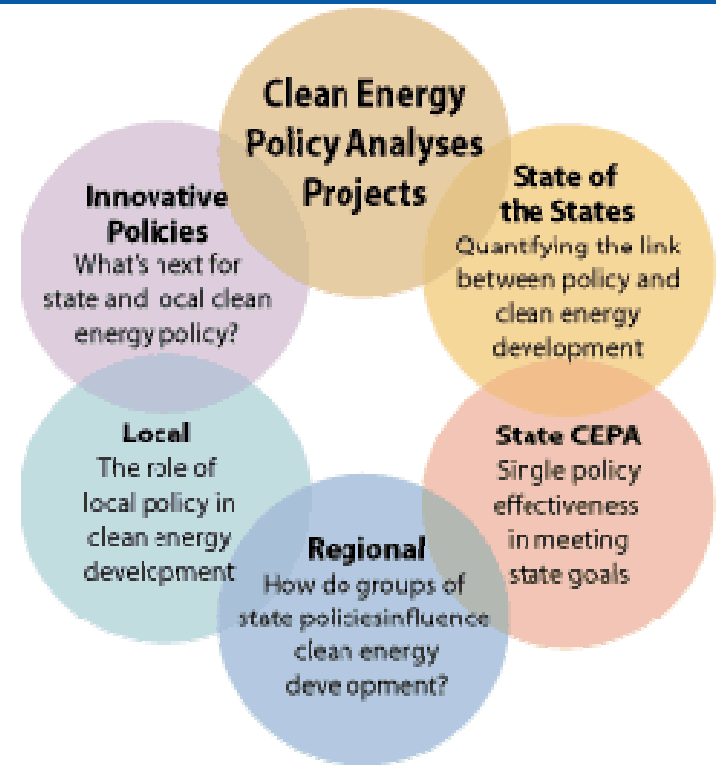 Clean Energy
Policy Analyses
Projects
State of
the States
Quantifying the link
between policy and
clean energy
development
State CEPA
Single policy
effectiveness
in meeting
state goals
Regional
How do groups of
state policiesinfluence
clean energy
development?
Local
The role of
local policy in
clean energy
development
Innovative
Policies
What's next for
state and local clean
energy policy?